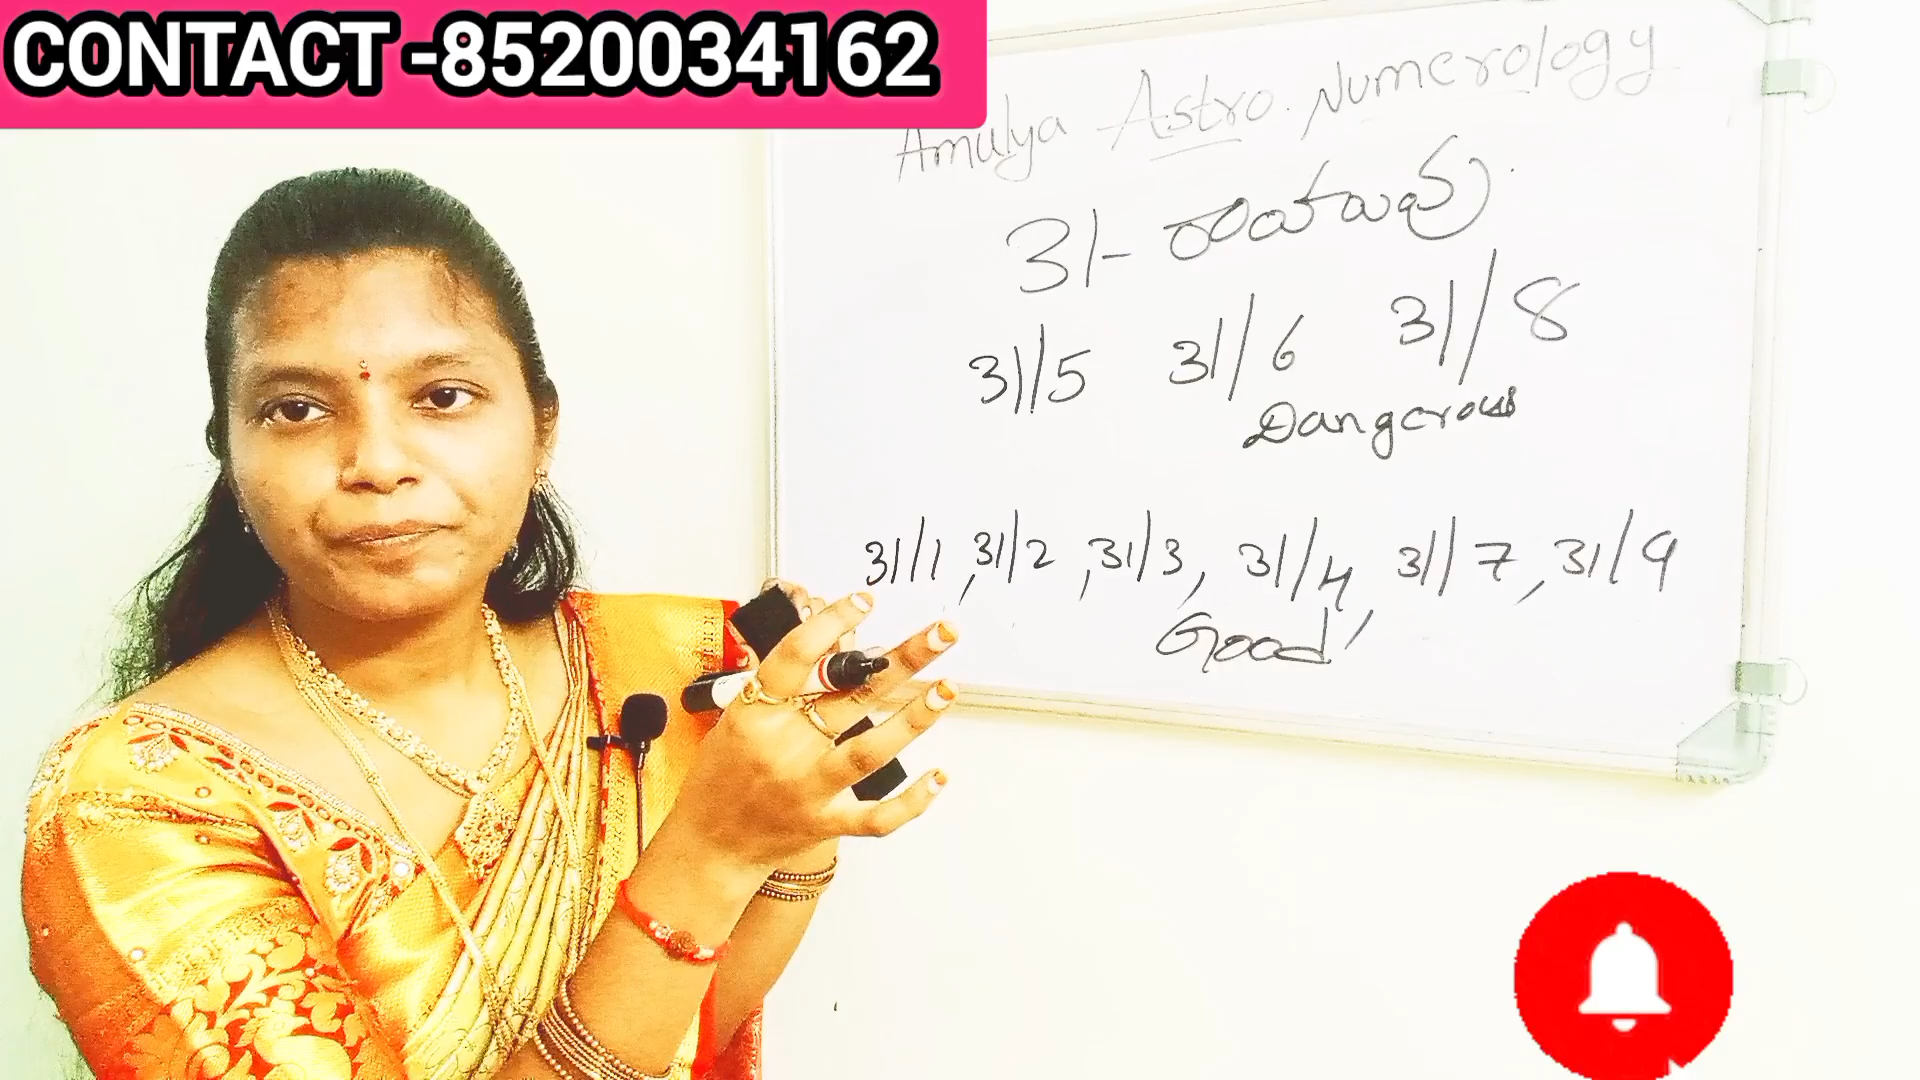 CONTACT -8520034162
Amulya Astro Numerology
31-
31/5 31/6 31/8
Dangerous
31/1, 31/2, 31/3, 31/4, 31/7, 31/9
Good